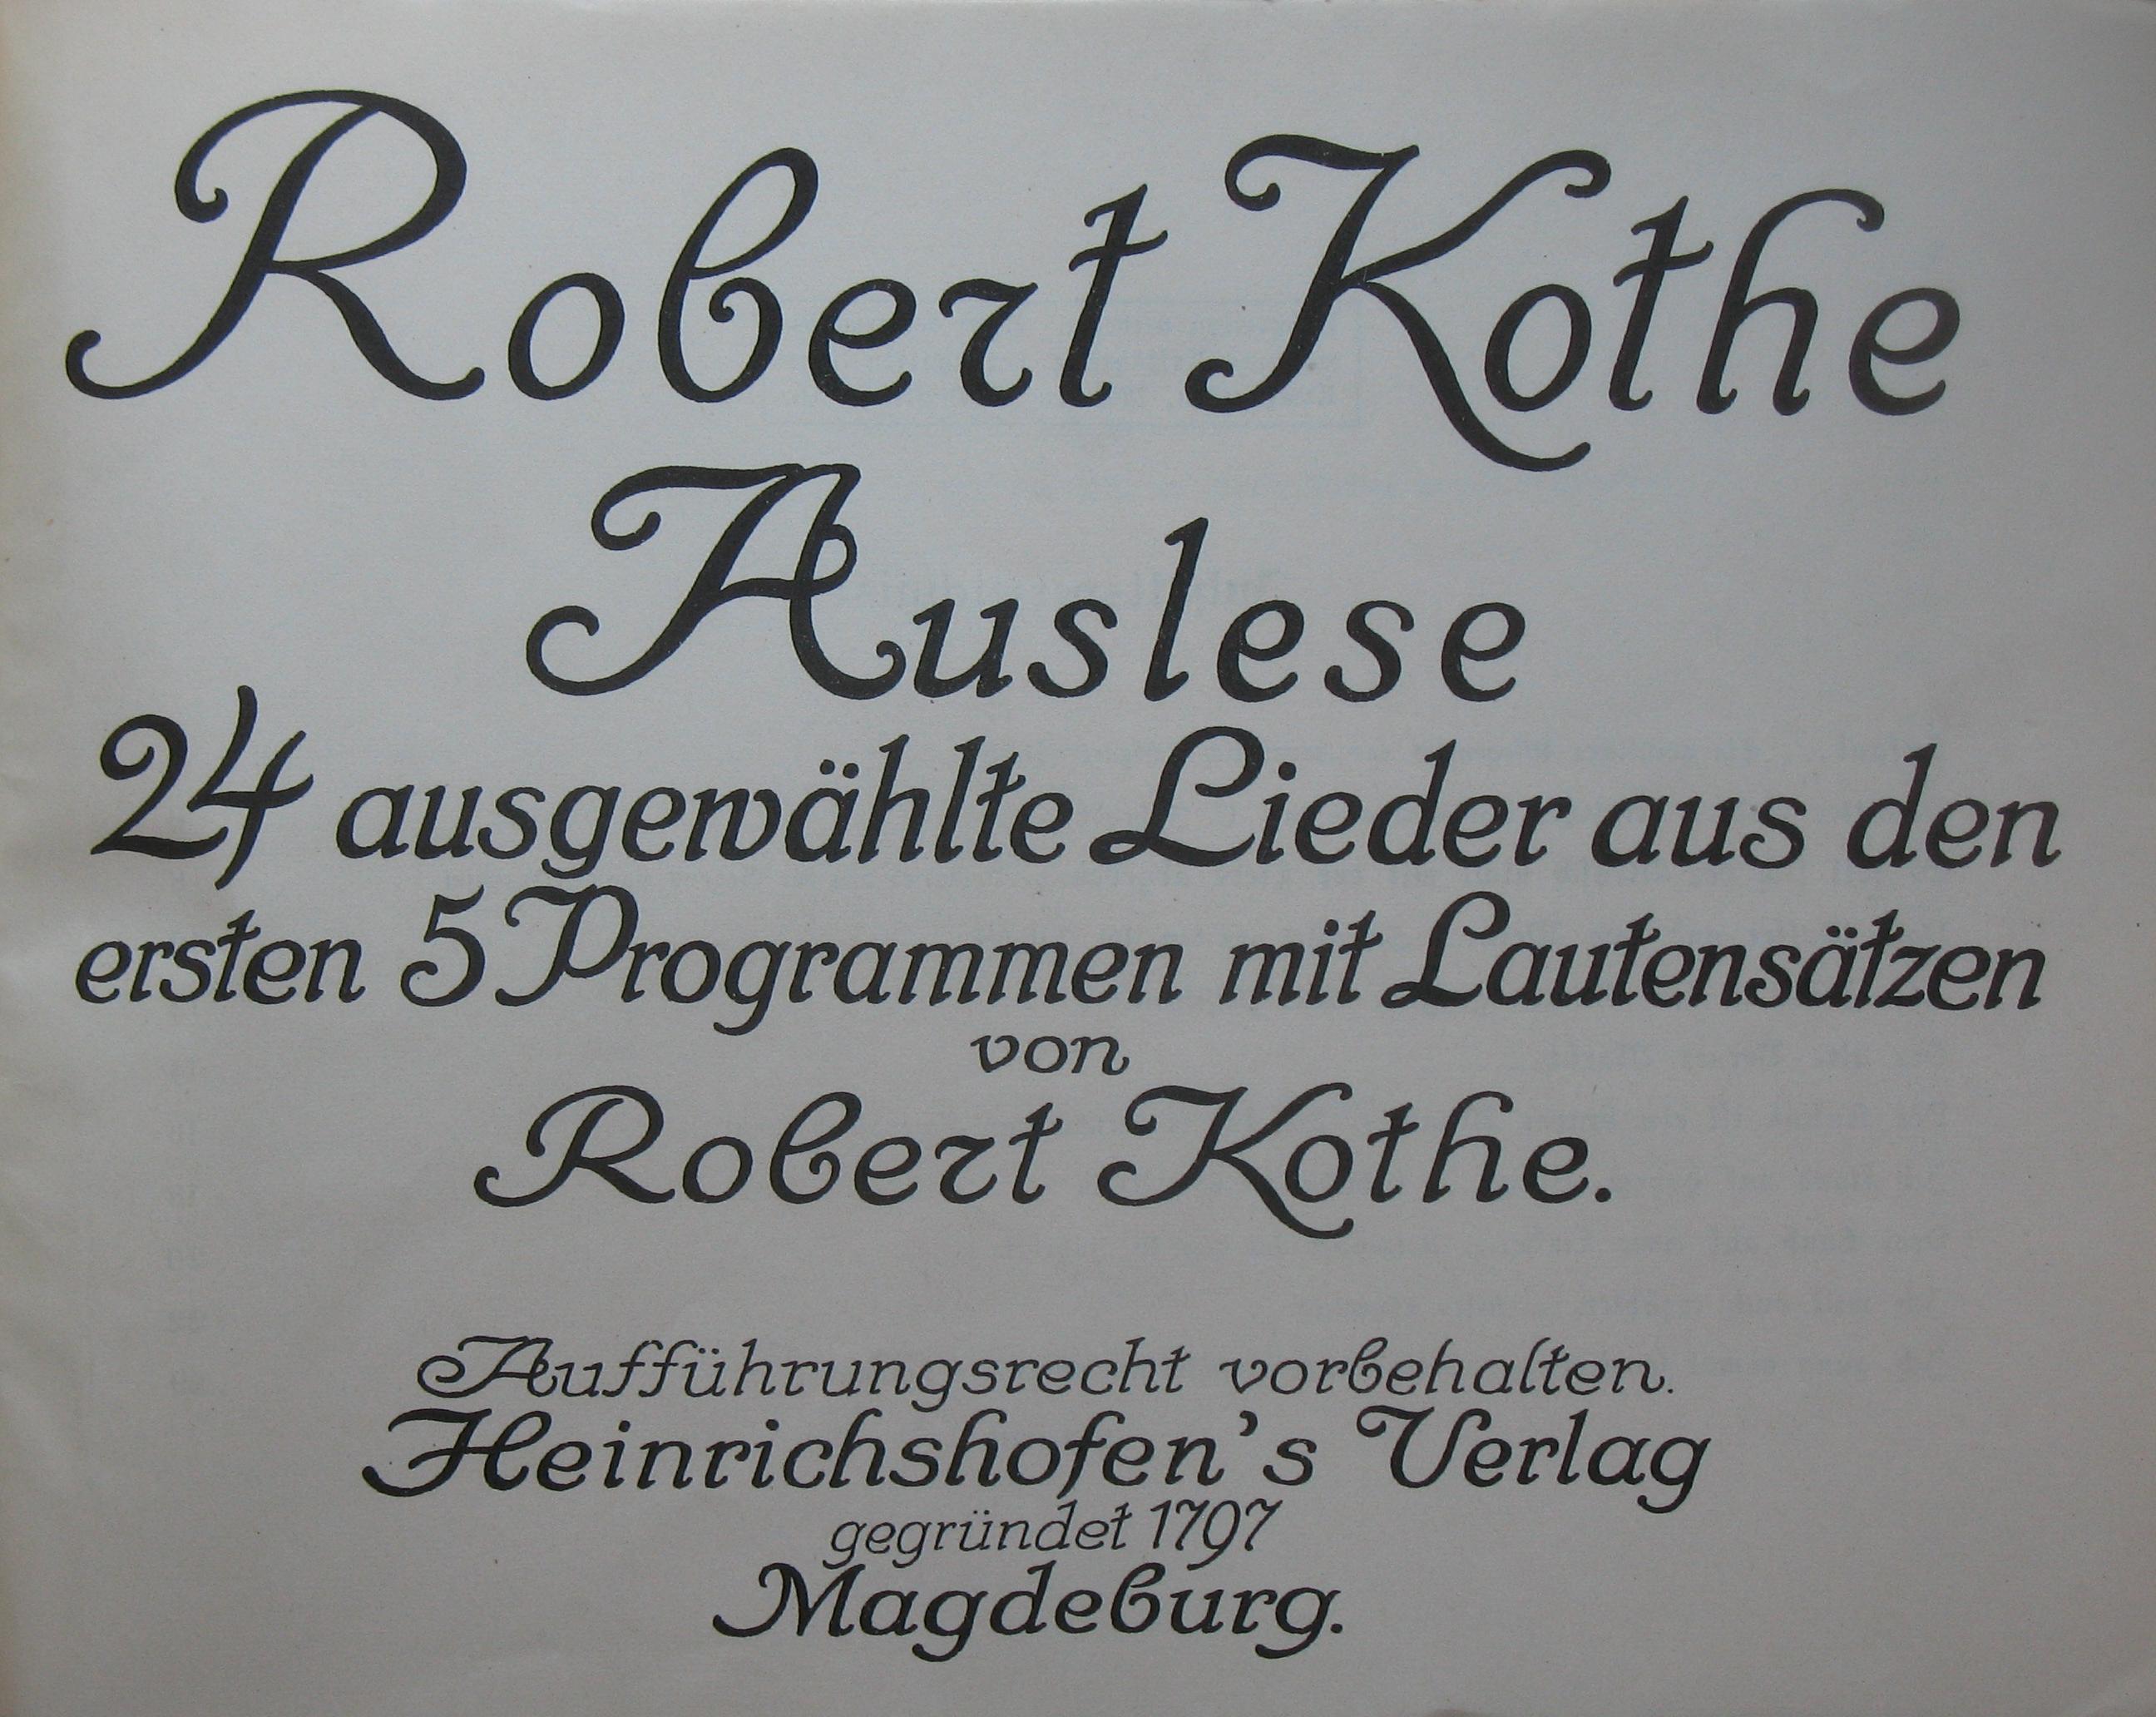 Robert Kothe
Auslese
24 ausgewählte Lieder aus den
ersten 5 Programmen mit Lautensätzen
von
Robert Kothe.
Aufführungsrecht vorbehalten.
Heinrichshofen's Verlag
gegründet 1797
Magdeburg.